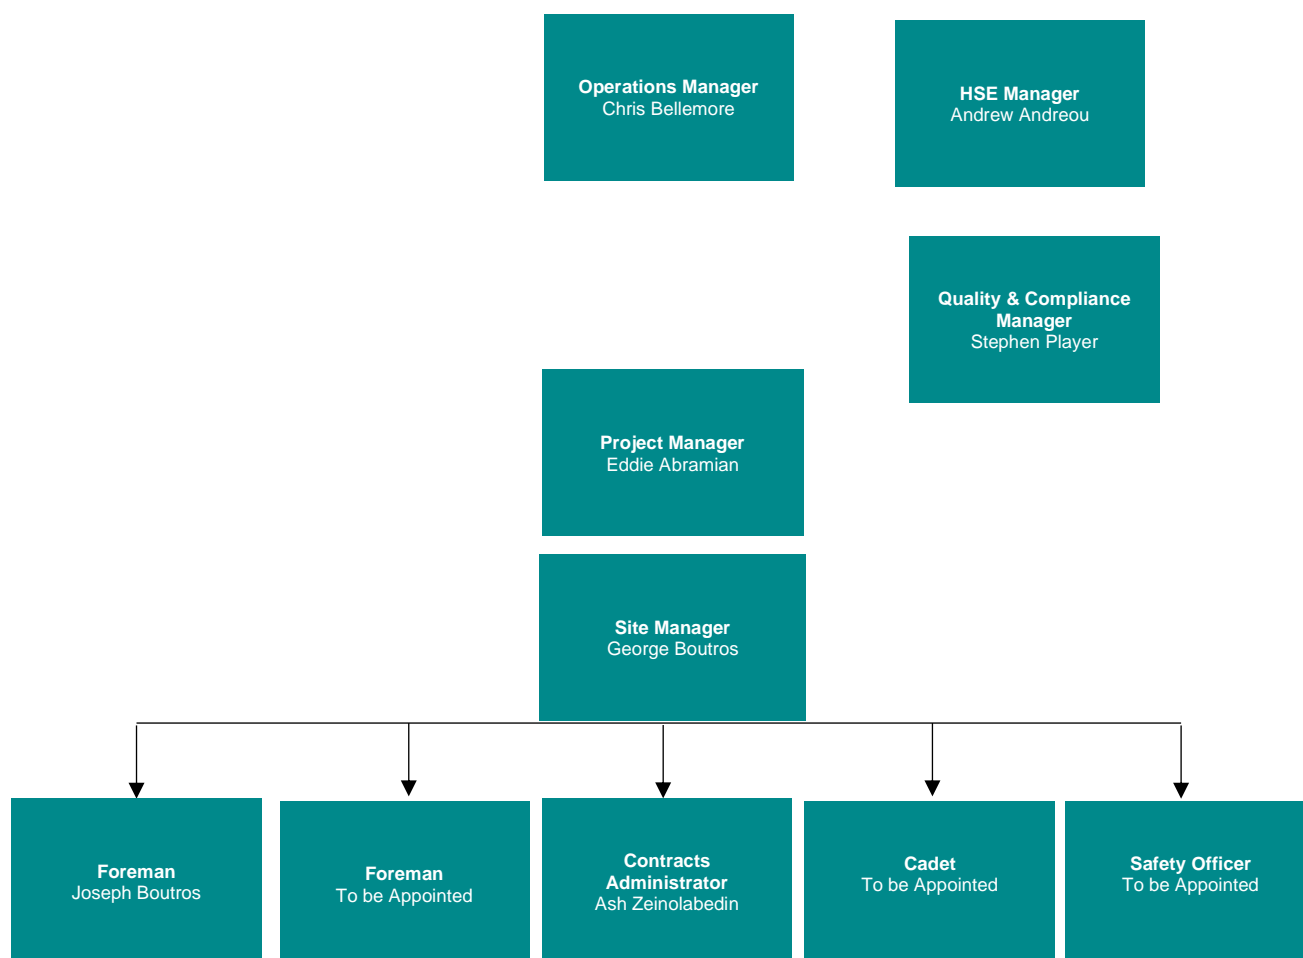 Operations Manager
Chris Bellemore
HSE Manager
Andrew Andreou
Quality & Compliance
Manager
Stephen Player
Project Manager
Eddie Abramian
Site Manager
George Boutros
Foreman
Joseph Boutros
Foreman
To be Appointed
Contracts
Administrator
Ash Zeinolabedin
Cadet
To be Appointed
Safety Officer
To be Appointed